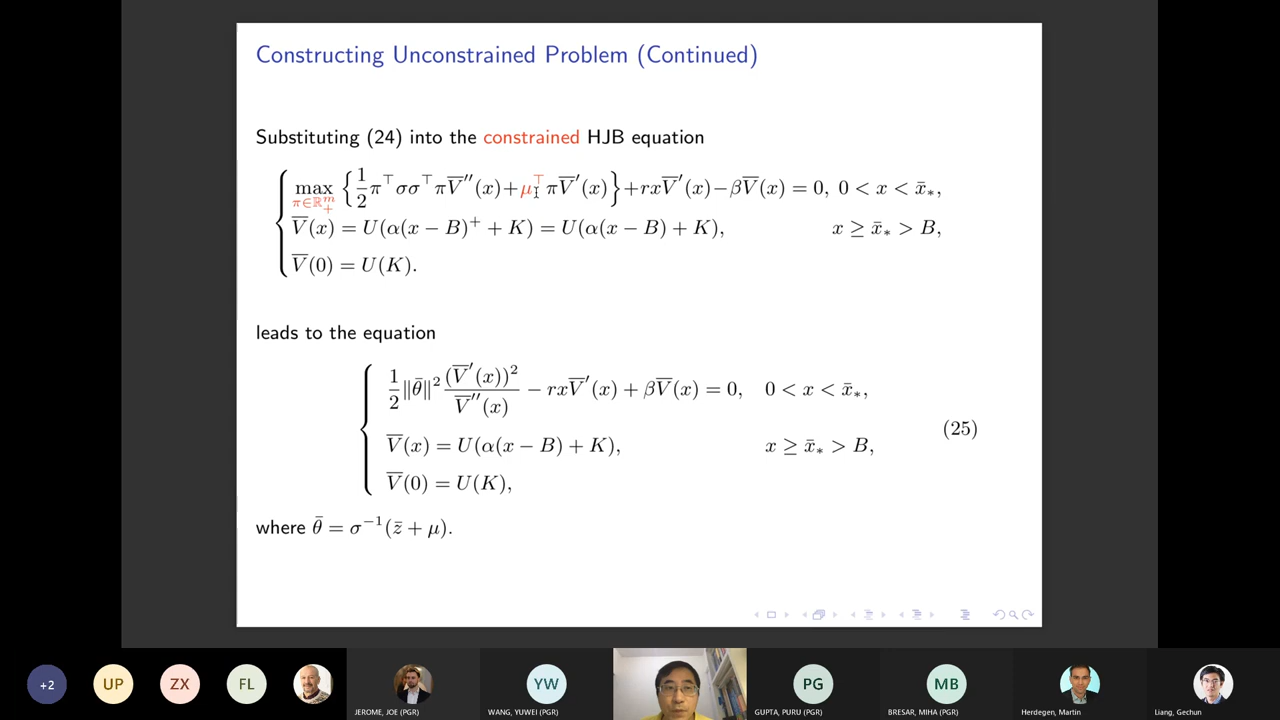 Constructing Unconstrained Problem (Continued)
Substituting (24) into the constrained HJB equation
max_{π∈ℝ_+^m} { 1/2 π^⊤ σσ^⊤ π V̅''(x) + μ^⊤ π V̅'(x) } + rxV̅'(x) − βV̅(x) = 0, 0 < x < x̄_*,
V̅(x) = U(α(x − B)^+ + K) = U(α(x − B) + K), x ≥ x̄_* > B,
V̅(0) = U(K).
leads to the equation
1/2 ‖θ̄‖² (V̅'(x))² / V̅''(x) − rxV̅'(x) + βV̅(x) = 0, 0 < x < x̄_*,
V̅(x) = U(α(x − B) + K), x ≥ x̄_* > B, (25)
V̅(0) = U(K),
where θ̄ = σ^{−1}(z̄ + μ).
+2 UP ZX FL YW PG MB
JEROME, JOE (PGR) WANG, YUWEI (PGR) GUPTA, PURU (PGR) BRESAR, MIHA (PGR) Herdegen, Martin Liang, Gechun